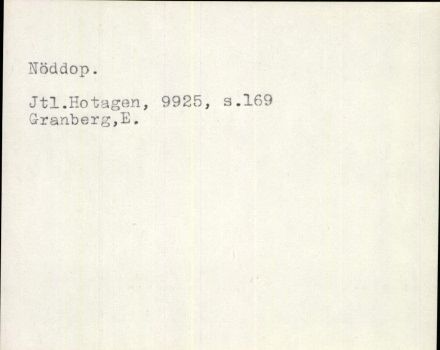 Nöddop.
Jtl.Hotagen, 9925, s.169
Granberg,E.